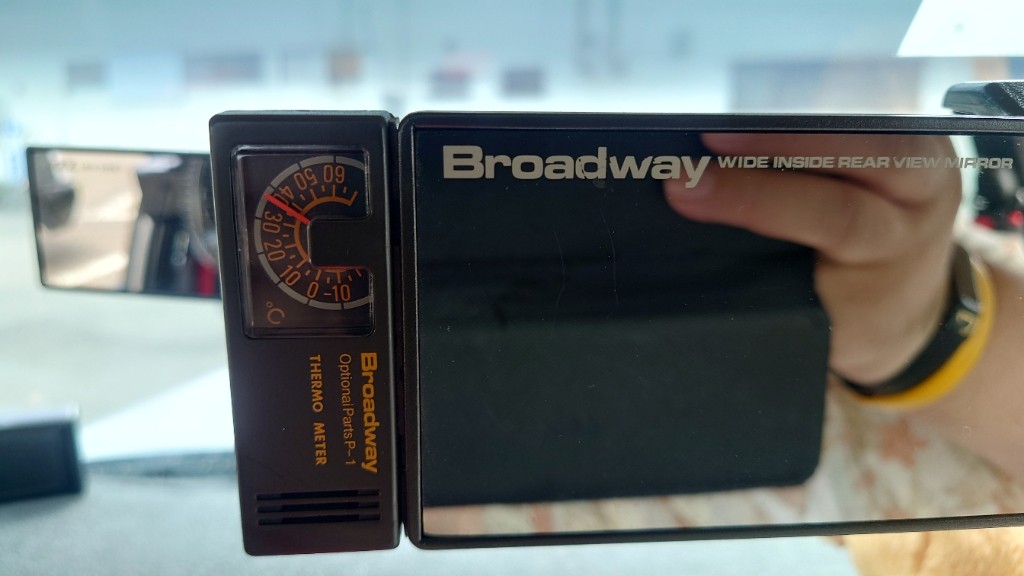 Broadway WIDE INSIDE REAR VIEW MIRROR
60
50
40
30
20
10
0
-10
°C
Broadway
Optional Parts P-1
THERMO METER